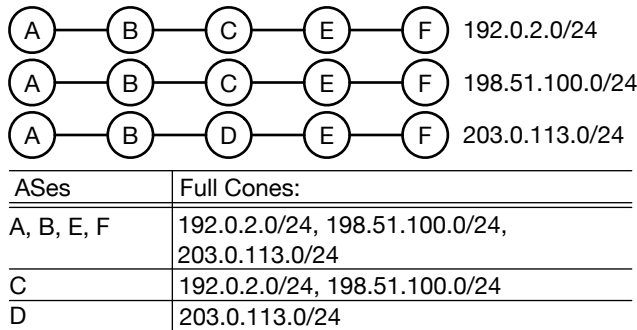 A B C E F 192.0.2.0/24
A B C E F 198.51.100.0/24
A B D E F 203.0.113.0/24
ASes Full Cones:
A, B, E, F 192.0.2.0/24, 198.51.100.0/24,
203.0.113.0/24
C 192.0.2.0/24, 198.51.100.0/24
D 203.0.113.0/24